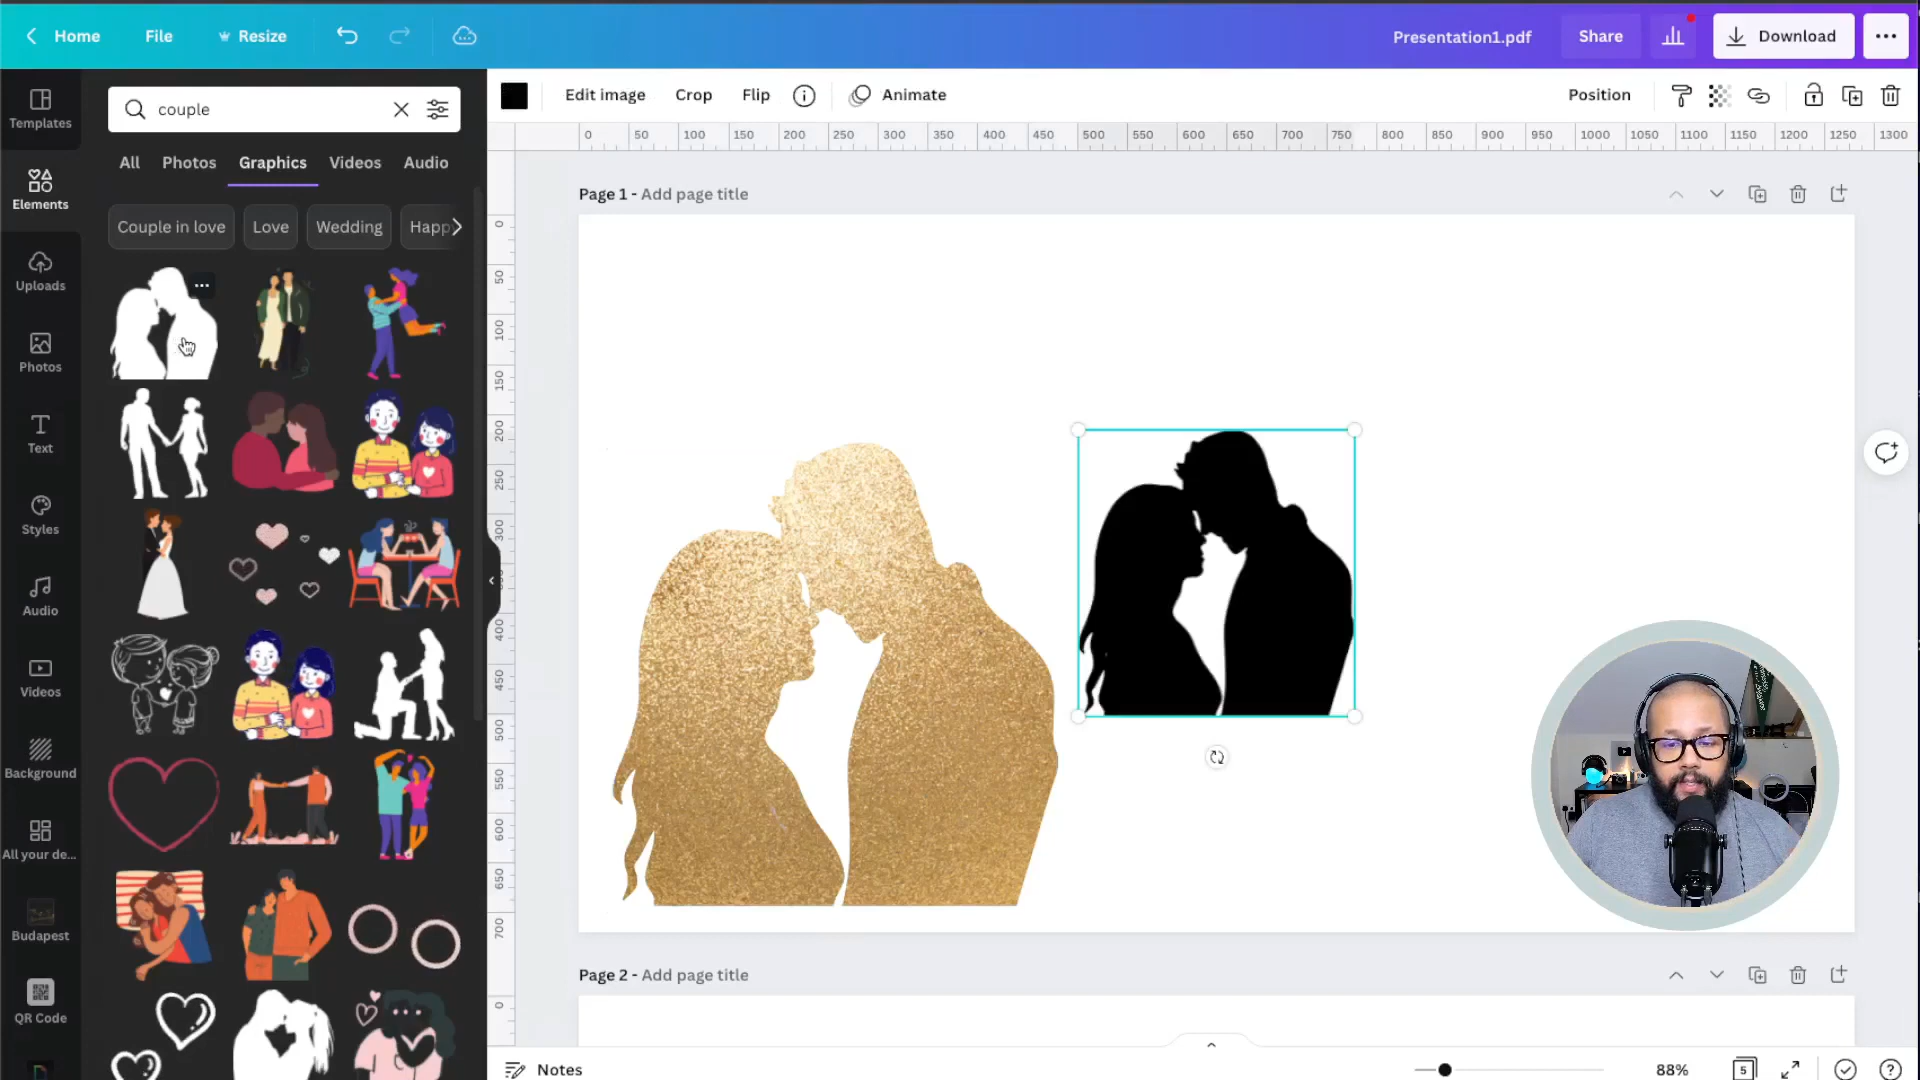 Home File Resize Presentation1.pdf Share Download
Templates
couple
Edit image Crop Flip Animate Position
0 50 100 150 200 250 300 350 400 450 500 550 600 650 700 750 800 850 900 950 1000 1050 1100 1150 1200 1250 1300
All Photos Graphics Videos Audio
Elements
Page 1 - Add page title
Couple in love Love Wedding Happ
Uploads
Photos
Text
Styles
Audio
Videos
Background
All your de...
Budapest
QR Code
0
50
100
150
200
250
300
400
450
500
550
600
650
700
Page 2 - Add page title
0
Notes 88% 5